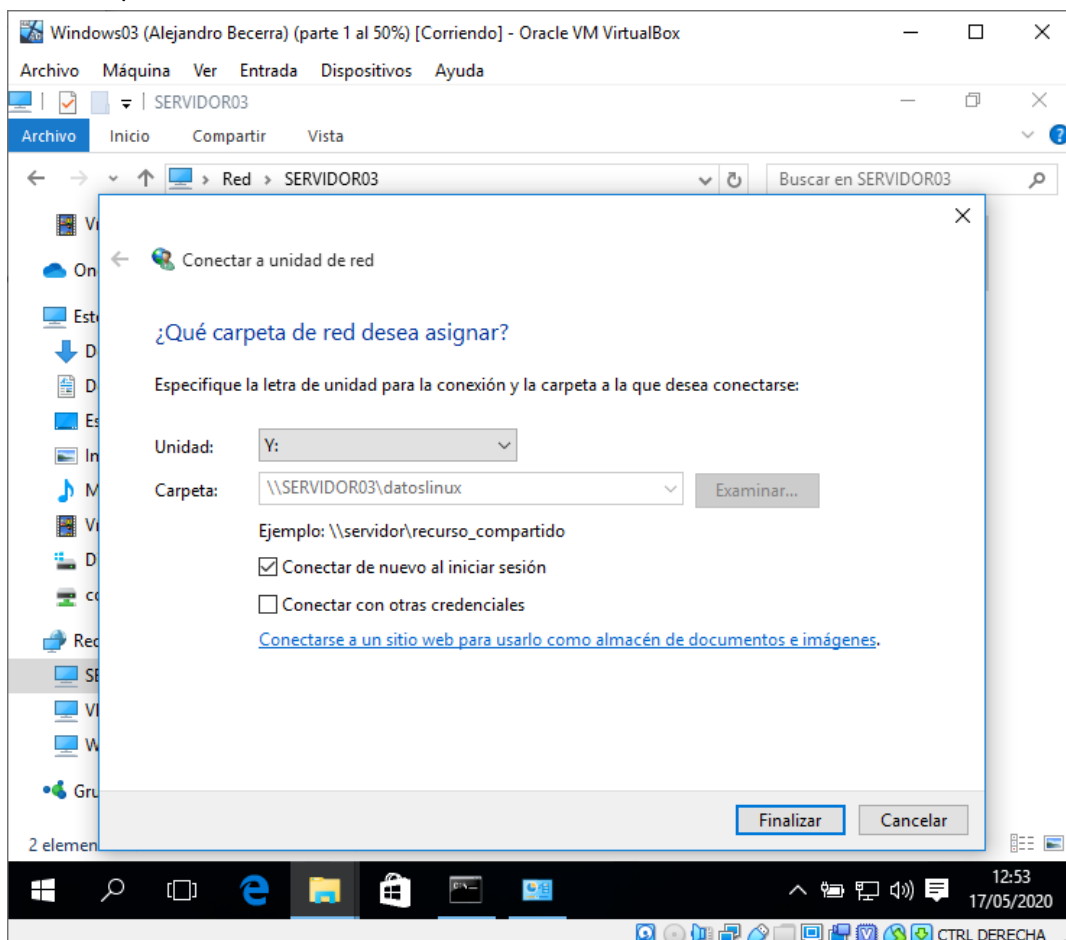 Windows03 (Alejandro Becerra) (parte 1 al 50%) [Corriendo] - Oracle VM VirtualBox
Archivo Máquina Ver Entrada Dispositivos Ayuda
SERVIDOR03
Archivo Inicio Compartir Vista
Red > SERVIDOR03
Buscar en SERVIDOR03
Conectar a unidad de red
¿Qué carpeta de red desea asignar?
Especifique la letra de unidad para la conexión y la carpeta a la que desea conectarse:
Unidad: Y:
Carpeta: \\SERVIDOR03\datoslinux Examinar...
Ejemplo: \\servidor\recurso_compartido
Conectar de nuevo al iniciar sesión
Conectar con otras credenciales
Conectarse a un sitio web para usarlo como almacén de documentos e imágenes.
Finalizar Cancelar
2 elemen
12:53
17/05/2020
CTRL DERECHA